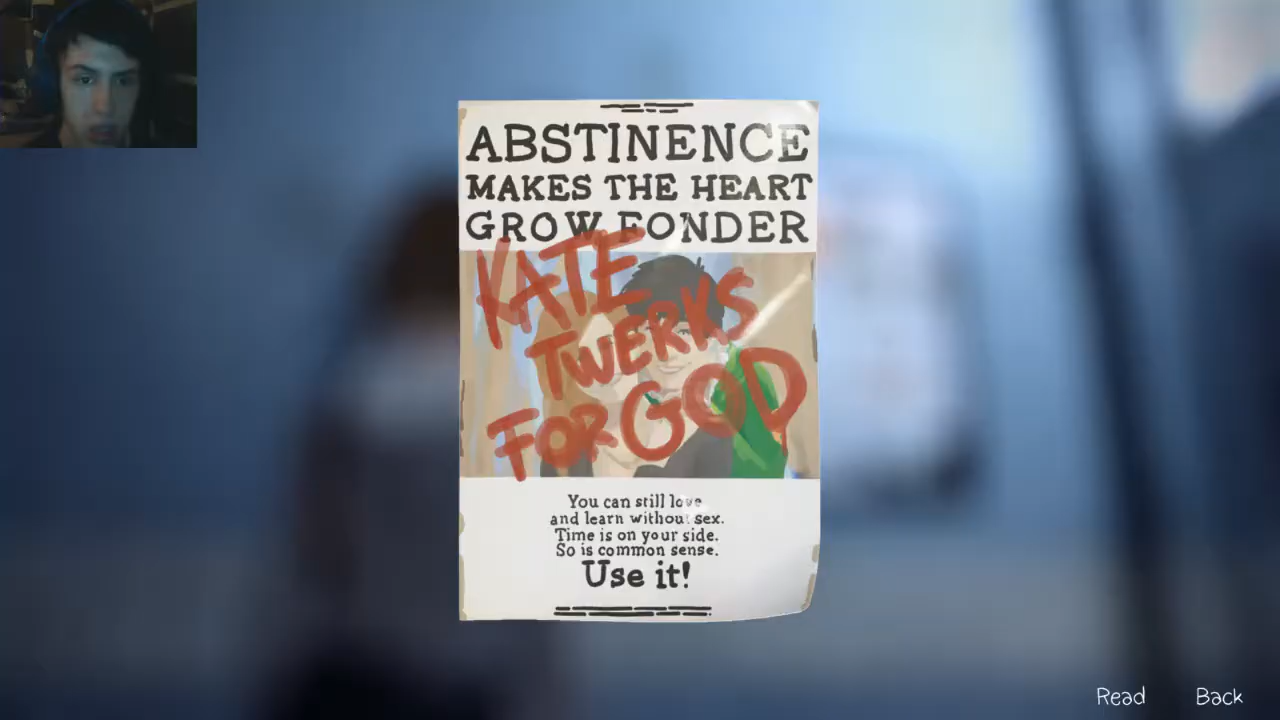 ABSTINENCE
MAKES THE HEART
GROW FONDER
KATE
TWERKS
FOR GOD
You can still love
and learn without sex.
Time is on your side.
So is common sense.
Use it!
Read Back